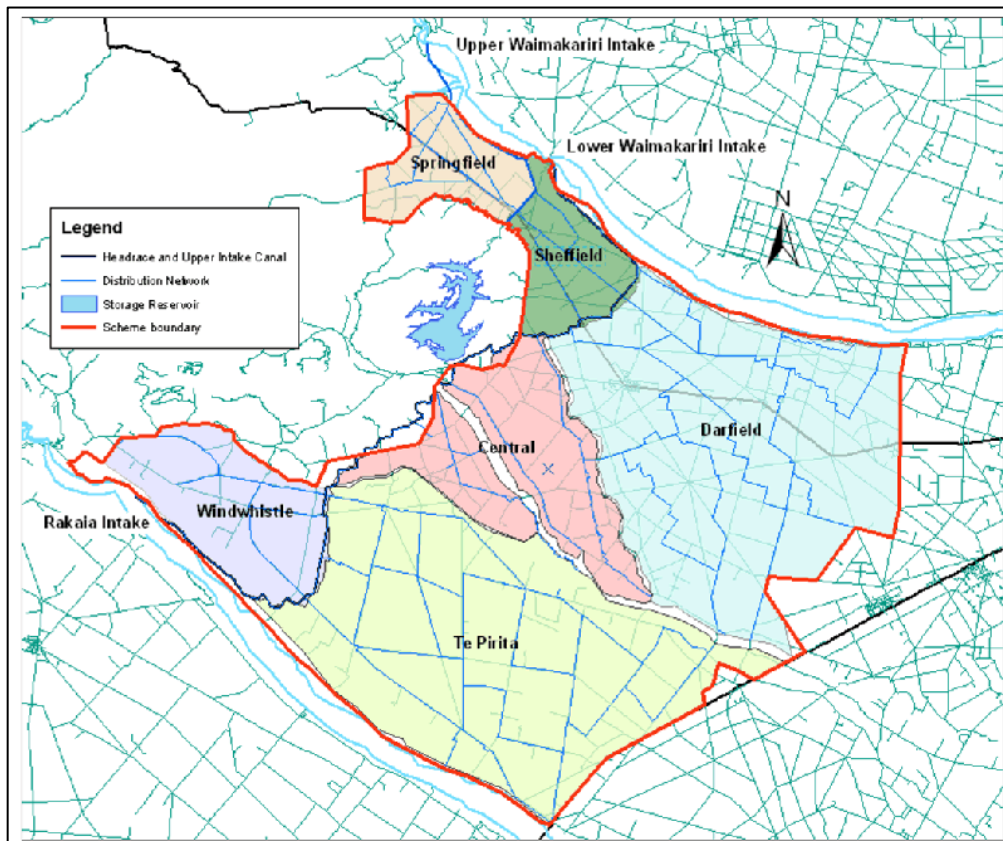 Upper Waimakariri Intake
Lower Waimakariri Intake
Springfield
N
Legend
Headrace and Upper Intake Canal
Distribution Network
Storage Reservoir
Scheme boundary
Sheffield
Central
Darfield
Windwhistle
Rakaia Intake
Te Pirita